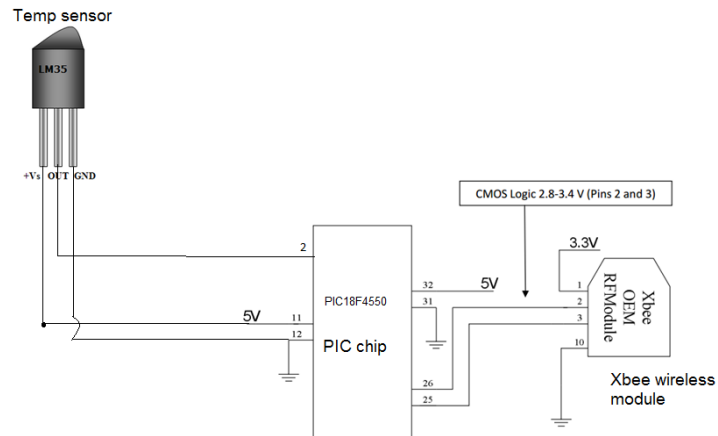 Temp sensor
LM35
+Vs OUT GND
CMOS Logic 2.8-3.4 V (Pins 2 and 3)
2
3.3V
32
5V
1
PIC18F4550
31
2
Xbee
OEM
RFModule
5V
11
3
12
PIC chip
10
26
25
Xbee wireless
module